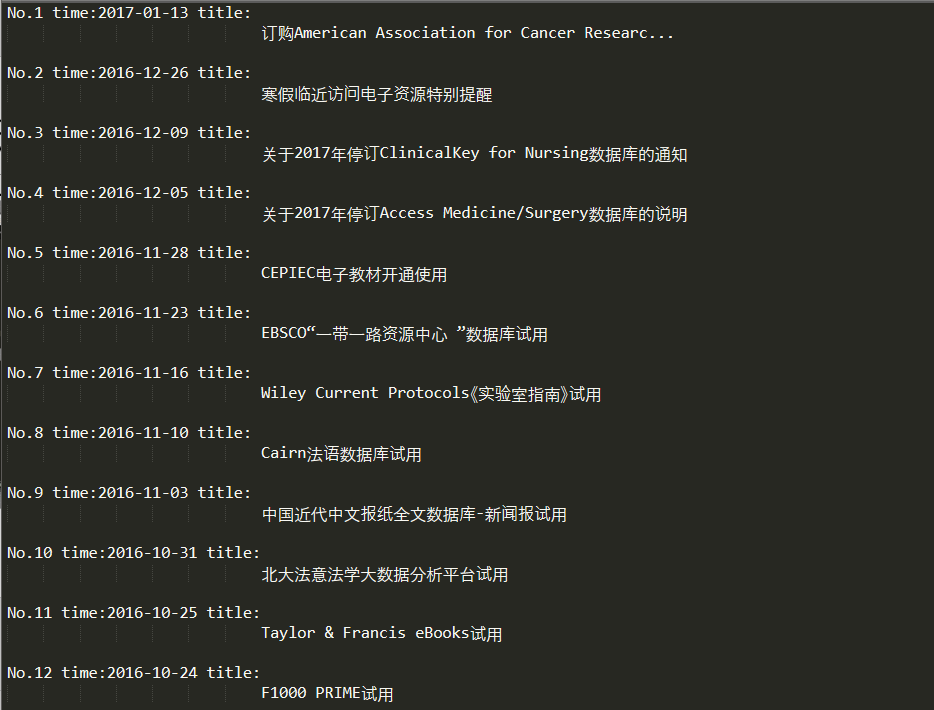 No.1 time:2017-01-13 title:
订购American Association for Cancer Researc...
No.2 time:2016-12-26 title:
寒假临近访问电子资源特别提醒
No.3 time:2016-12-09 title:
关于2017年停订ClinicalKey for Nursing数据库的通知
No.4 time:2016-12-05 title:
关于2017年停订Access Medicine/Surgery数据库的说明
No.5 time:2016-11-28 title:
CEPIEC电子教材开通使用
No.6 time:2016-11-23 title:
EBSCO“一带一路资源中心 ”数据库试用
No.7 time:2016-11-16 title:
Wiley Current Protocols《实验室指南》试用
No.8 time:2016-11-10 title:
Cairn法语数据库试用
No.9 time:2016-11-03 title:
中国近代中文报纸全文数据库-新闻报试用
No.10 time:2016-10-31 title:
北大法意法学大数据分析平台试用
No.11 time:2016-10-25 title:
Taylor & Francis eBooks试用
No.12 time:2016-10-24 title:
F1000 PRIME试用